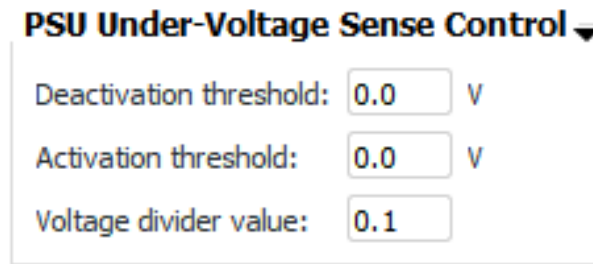 PSU Under-Voltage Sense Control
Deactivation threshold: 0.0 V
Activation threshold: 0.0 V
Voltage divider value: 0.1